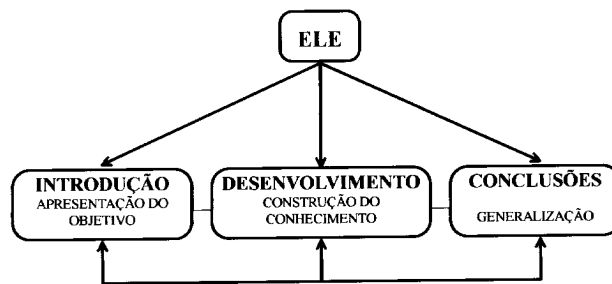 ELE
INTRODUÇÃO
APRESENTAÇÃO DO
OBJETIVO
DESENVOLVIMENTO
CONSTRUÇÃO DO
CONHECIMENTO
CONCLUSÕES
GENERALIZAÇÃO